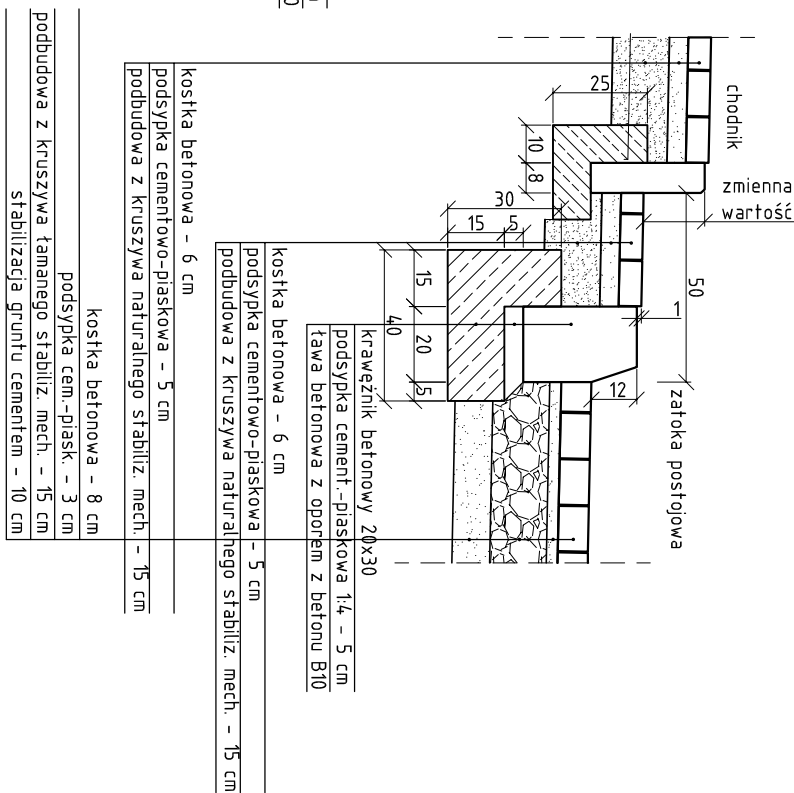 chodnik
zmienna
wartość
zatoka postojowa
25
10
8
30
15
5
50
1
12
15
20
5
40
krawężnik betonowy 20x30
podsypka cement.-piaskowa 1:4 - 5 cm
ława betonowa z oporem z betonu B10
kostka betonowa - 6 cm
podsypka cementowo-piaskowa - 5 cm
podbudowa z kruszywa naturalnego stabiliz. mech. - 15 cm
kostka betonowa - 6 cm
podsypka cementowo-piaskowa - 5 cm
podbudowa z kruszywa naturalnego stabiliz. mech. - 15 cm
kostka betonowa - 8 cm
podsypka cem.-piask. - 3 cm
podbudowa z kruszywa łamanego stabiliz. mech. - 15 cm
stabilizacja gruntu cementem - 10 cm